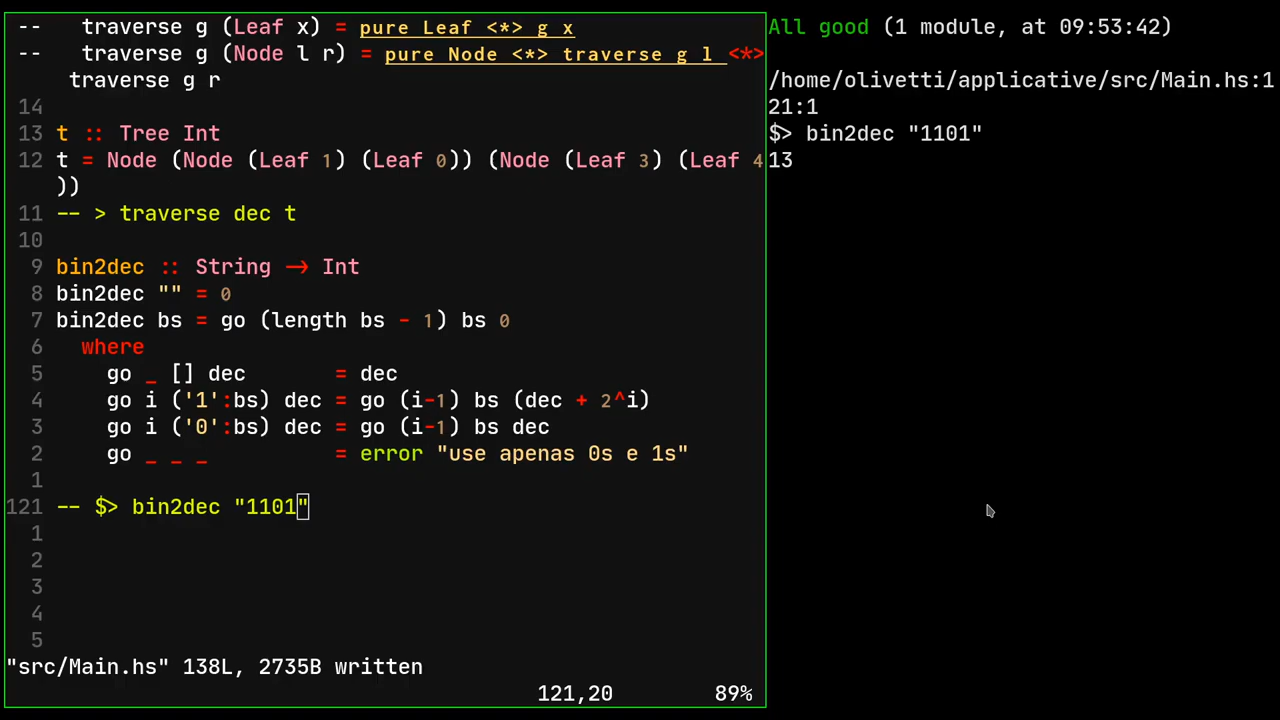 --   traverse g (Leaf x) = pure Leaf <*> g x
--   traverse g (Node l r) = pure Node <*> traverse g l <*>
 traverse g r
14
13 t :: Tree Int
12 t = Node (Node (Leaf 1) (Leaf 0)) (Node (Leaf 3) (Leaf 4
))
11 -- > traverse dec t
10
9 bin2dec :: String → Int
8 bin2dec "" = 0
7 bin2dec bs = go (length bs - 1) bs 0
6   where
5     go _ [] dec       = dec
4     go i ('1':bs) dec = go (i-1) bs (dec + 2^i)
3     go i ('0':bs) dec = go (i-1) bs dec
2     go _ _ _          = error "use apenas 0s e 1s"
1
121 -- $> bin2dec "1101"
1
2
3
4
5
"src/Main.hs" 138L, 2735B written
121,20        89%
All good (1 module, at 09:53:42)
/home/olivetti/applicative/src/Main.hs:1
21:1
$> bin2dec "1101"
13